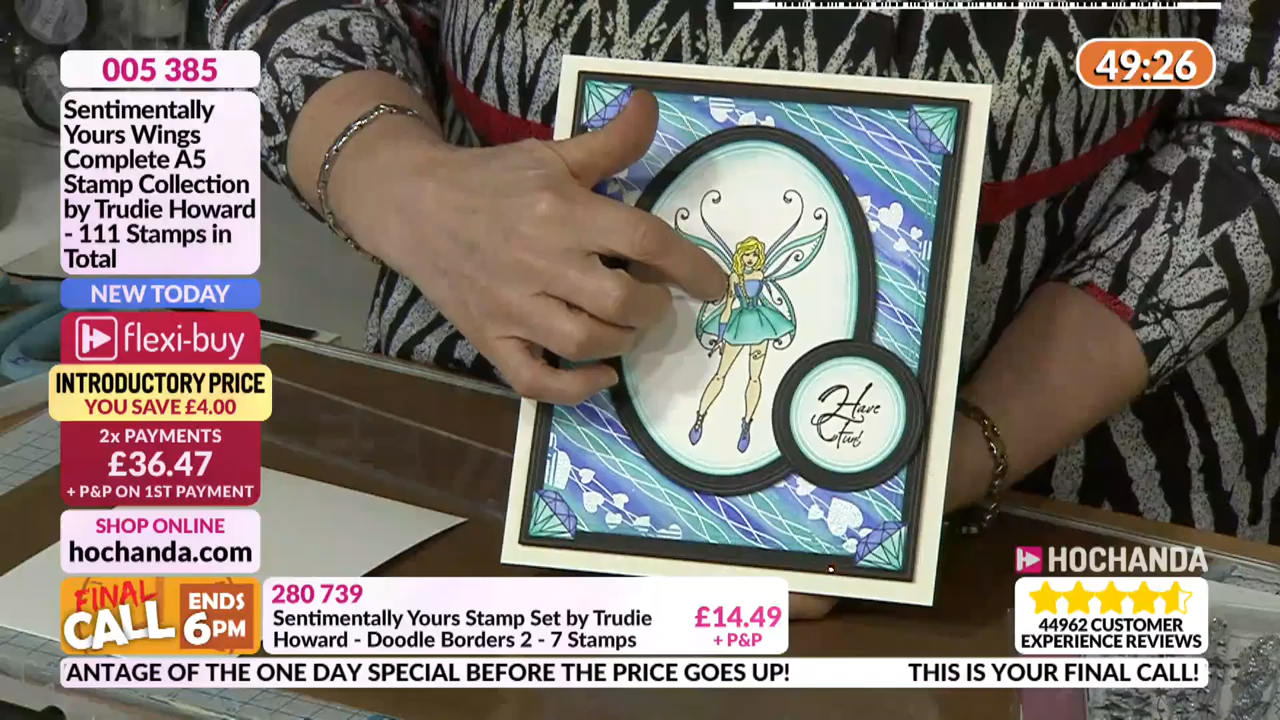 005 385
Sentimentally
Yours Wings
Complete A5
Stamp Collection
by Trudie Howard
- 111 Stamps in
Total
NEW TODAY
flexi-buy
INTRODUCTORY PRICE
YOU SAVE £4.00
2x PAYMENTS
£36.47
+ P&P ON 1ST PAYMENT
SHOP ONLINE
hochanda.com
FINAL
CALL
ENDS
6PM
280 739
Sentimentally Yours Stamp Set by Trudie
Howard - Doodle Borders 2 - 7 Stamps
£14.49
+ P&P
49:26
Have
Fun!
HOCHANDA
44962 CUSTOMER
EXPERIENCE REVIEWS
ANTAGE OF THE ONE DAY SPECIAL BEFORE THE PRICE GOES UP! THIS IS YOUR FINAL CALL!